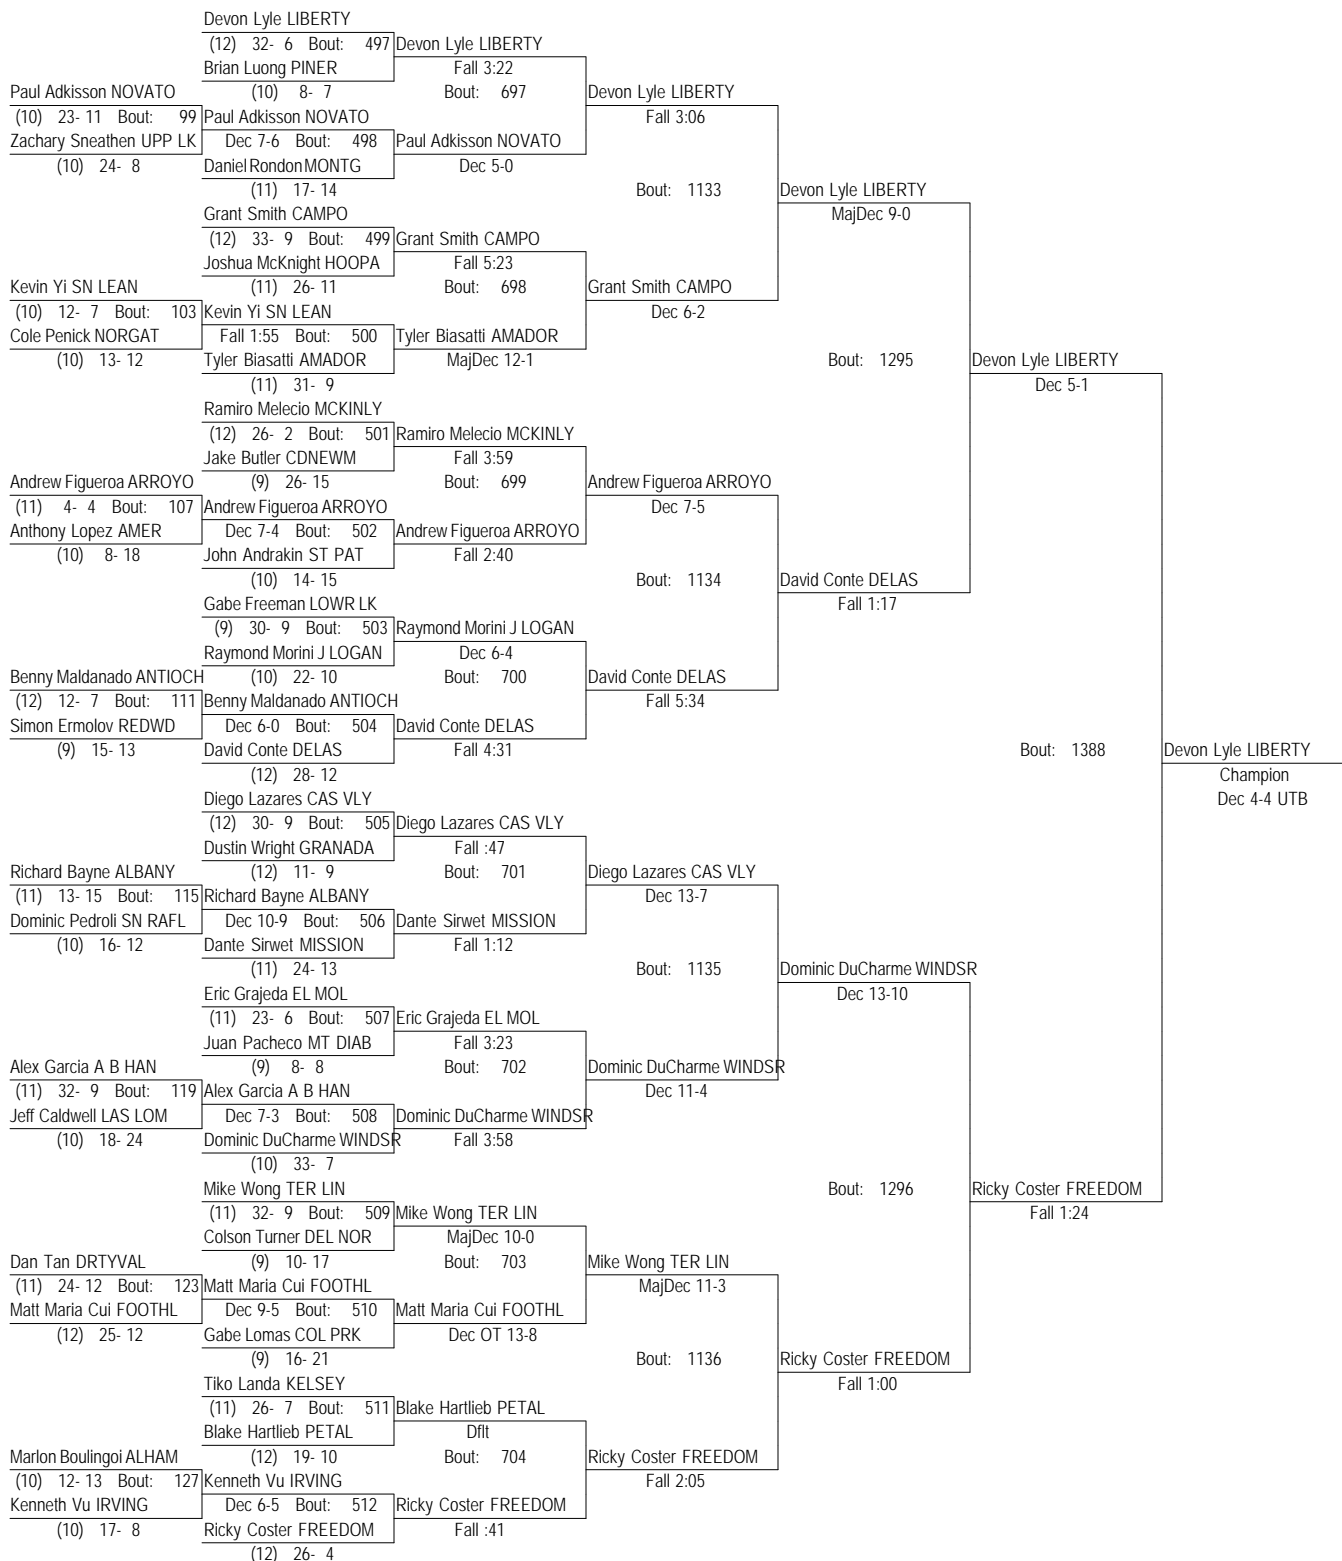 Devon Lyle LIBERTY
(12) 32- 6 Bout: 497 Devon Lyle LIBERTY
Brian Luong PINER Fall 3:22
Paul Adkisson NOVATO (10) 8- 7 Bout: 697 Devon Lyle LIBERTY
(10) 23- 11 Bout: 99 Paul Adkisson NOVATO Fall 3:06
Zachary Sneathen UPP LK Dec 7-6 Bout: 498 Paul Adkisson NOVATO
(10) 24- 8 Daniel Rondon MONTG Dec 5-0
(11) 17- 14 Bout: 1133 Devon Lyle LIBERTY
Grant Smith CAMPO MajDec 9-0
(12) 33- 9 Bout: 499 Grant Smith CAMPO
Joshua McKnight HOOPA Fall 5:23
Kevin Yi SN LEAN (11) 26- 11 Bout: 698 Grant Smith CAMPO
(10) 12- 7 Bout: 103 Kevin Yi SN LEAN Dec 6-2
Cole Penick NORGAT Fall 1:55 Bout: 500 Tyler Biasatti AMADOR
(10) 13- 12 Tyler Biasatti AMADOR MajDec 12-1 Bout: 1295 Devon Lyle LIBERTY
(11) 31- 9 Dec 5-1
Ramiro Melecio MCKINLY
(12) 26- 2 Bout: 501 Ramiro Melecio MCKINLY
Jake Butler CDNEWM Fall 3:59
Andrew Figueroa ARROYO (9) 26- 15 Bout: 699 Andrew Figueroa ARROYO
(11) 4- 4 Bout: 107 Andrew Figueroa ARROYO Dec 7-5
Anthony Lopez AMER Dec 7-4 Bout: 502 Andrew Figueroa ARROYO
(10) 8- 18 John Andrakin ST PAT Fall 2:40
(10) 14- 15 Bout: 1134 David Conte DELAS
Gabe Freeman LOWR LK Fall 1:17
(9) 30- 9 Bout: 503 Raymond Morini J LOGAN
Raymond Morini J LOGAN Dec 6-4
Benny Maldanado ANTIOCH (10) 22- 10 Bout: 700 David Conte DELAS
(12) 12- 7 Bout: 111 Benny Maldanado ANTIOCH Fall 5:34
Simon Ermolov REDWD Dec 6-0 Bout: 504 David Conte DELAS
(9) 15- 13 David Conte DELAS Fall 4:31 Bout: 1388 Devon Lyle LIBERTY
(12) 28- 12 Champion
Diego Lazares CAS VLY Dec 4-4 UTB
(12) 30- 9 Bout: 505 Diego Lazares CAS VLY
Dustin Wright GRANADA Fall :47
Richard Bayne ALBANY (12) 11- 9 Bout: 701 Diego Lazares CAS VLY
(11) 13- 15 Bout: 115 Richard Bayne ALBANY Dec 13-7
Dominic Pedroli SN RAFL Dec 10-9 Bout: 506 Dante Sirwet MISSION
(10) 16- 12 Dante Sirwet MISSION Fall 1:12
(11) 24- 13 Bout: 1135 Dominic DuCharme WINDSR
Eric Grajeda EL MOL Dec 13-10
(11) 23- 6 Bout: 507 Eric Grajeda EL MOL
Juan Pacheco MT DIAB Fall 3:23
Alex Garcia A B HAN (9) 8- 8 Bout: 702 Dominic DuCharme WINDSR
(11) 32- 9 Bout: 119 Alex Garcia A B HAN Dec 11-4
Jeff Caldwell LAS LOM Dec 7-3 Bout: 508 Dominic DuCharme WINDSR
(10) 18- 24 Dominic DuCharme WINDSR Fall 3:58
(10) 33- 7
Mike Wong TER LIN Bout: 1296 Ricky Coster FREEDOM
(11) 32- 9 Bout: 509 Mike Wong TER LIN Fall 1:24
Colson Turner DEL NOR MajDec 10-0
Dan Tan DRTYVAL (9) 10- 17 Bout: 703 Mike Wong TER LIN
(11) 24- 12 Bout: 123 Matt Maria Cui FOOTHL MajDec 11-3
Matt Maria Cui FOOTHL Dec 9-5 Bout: 510 Matt Maria Cui FOOTHL
(12) 25- 12 Gabe Lomas COL PRK Dec OT 13-8
(9) 16- 21 Bout: 1136 Ricky Coster FREEDOM
Tiko Landa KELSEY Fall 1:00
(11) 26- 7 Bout: 511 Blake Hartlieb PETAL
Blake Hartlieb PETAL Dflt
Marlon Boulingoi ALHAM (12) 19- 10 Bout: 704 Ricky Coster FREEDOM
(10) 12- 13 Bout: 127 Kenneth Vu IRVING Fall 2:05
Kenneth Vu IRVING Dec 6-5 Bout: 512 Ricky Coster FREEDOM
(10) 17- 8 Ricky Coster FREEDOM Fall :41
(12) 26- 4